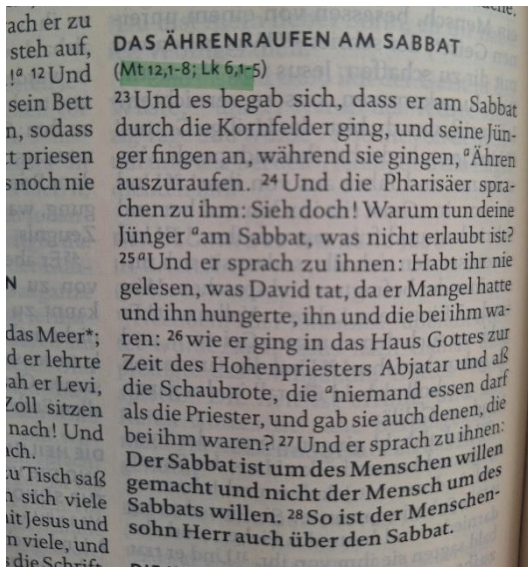 ach er zu
steh auf,
!a 12 Und
sein Bett
n, sodass
t priesen
s noch nie
N
das Meer*;
d er lehrte
ah er Levi,
Zoll sitzen
nach! Und
ach.
zu Tisch saß
n sich viele
it Jesus und
n viele, und
s die Schrift
DAS ÄHRENRAUFEN AM SABBAT
(Mt 12,1-8; Lk 6,1-5)
23 Und es begab sich, dass er am Sabbat
durch die Kornfelder ging, und seine Jün-
ger fingen an, während sie gingen, aÄhren
auszuraufen. 24 Und die Pharisäer spra-
chen zu ihm: Sieh doch! Warum tun deine
Jünger aam Sabbat, was nicht erlaubt ist?
25 aUnd er sprach zu ihnen: Habt ihr nie
gelesen, was David tat, da er Mangel hatte
und ihn hungerte, ihn und die bei ihm wa-
ren: 26 wie er ging in das Haus Gottes zur
Zeit des Hohenpriesters Abjatar und aß
die Schaubrote, die aniemand essen darf
als die Priester, und gab sie auch denen, die
bei ihm waren? 27 Und er sprach zu ihnen:
Der Sabbat ist um des Menschen willen
gemacht und nicht der Mensch um des
Sabbats willen. 28 So ist der Menschen-
sohn Herr auch über den Sabbat.